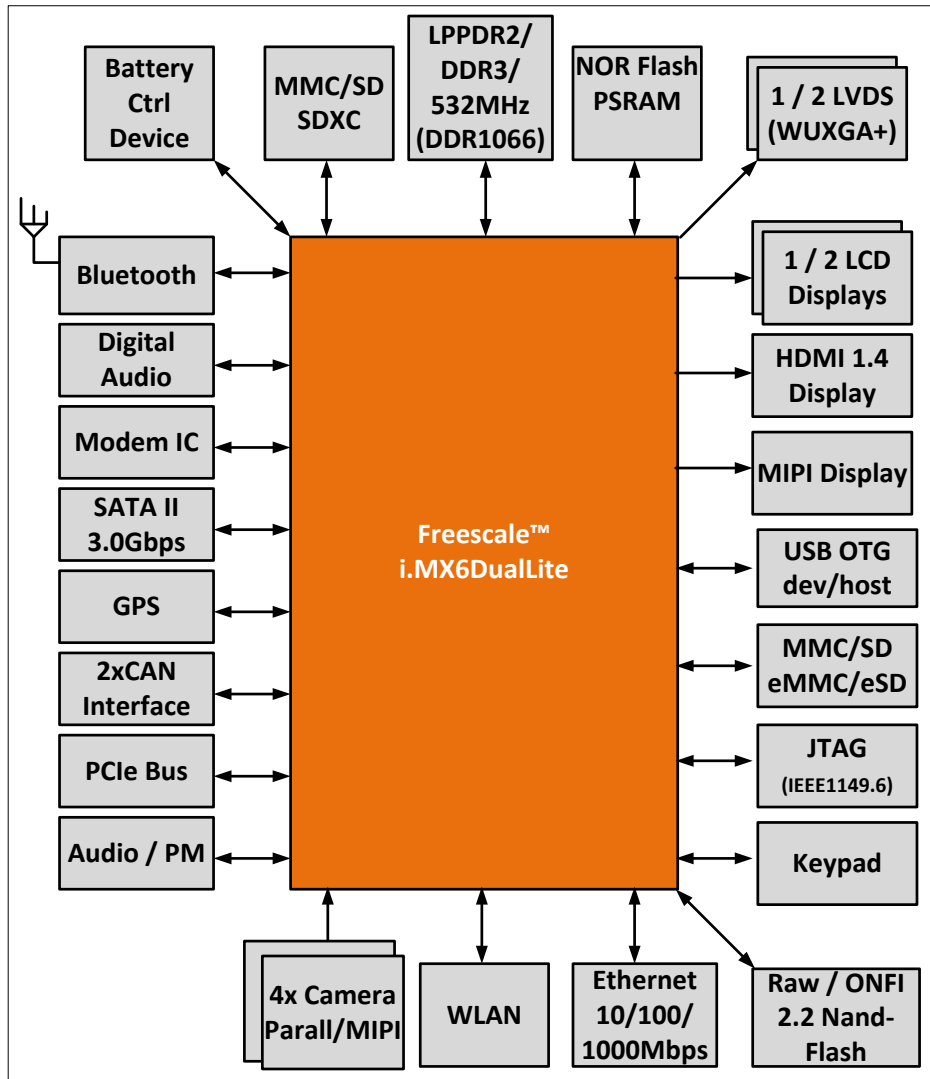 Battery
Ctrl
Device
MMC/SD
SDXC
LPPDR2/
DDR3/
532MHz
(DDR1066)
NOR Flash
PSRAM
1 / 2 LVDS
(WUXGA+)
Bluetooth
Digital
Audio
Modem IC
SATA II
3.0Gbps
GPS
2xCAN
Interface
PCIe Bus
Audio / PM
Freescale™
i.MX6DualLite
1 / 2 LCD
Displays
HDMI 1.4
Display
MIPI Display
USB OTG
dev/host
MMC/SD
eMMC/eSD
JTAG
(IEEE1149.6)
Keypad
4x Camera
Parall/MIPI
WLAN
Ethernet
10/100/
1000Mbps
Raw / ONFI
2.2 Nand-
Flash